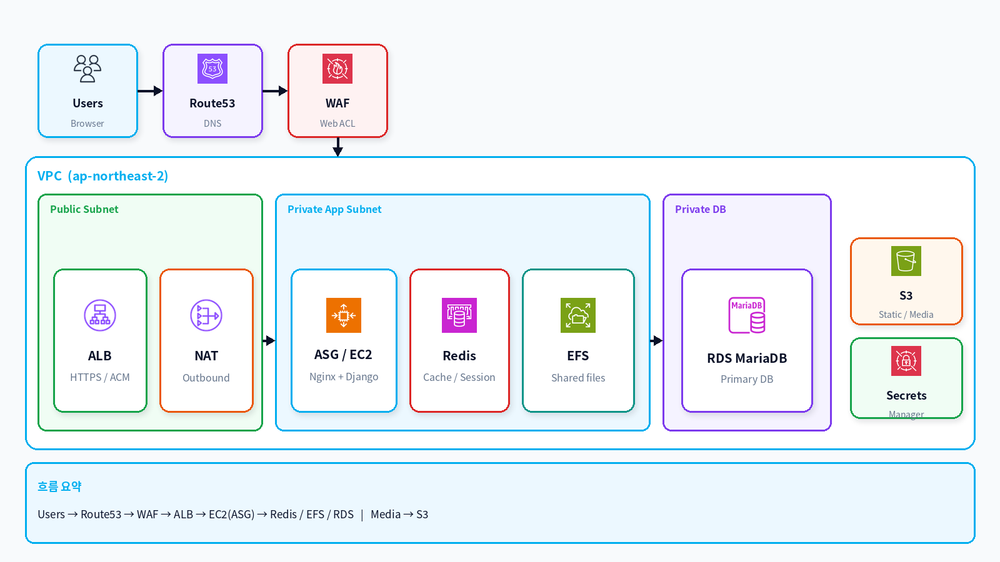 53
Users
Browser
Route53
DNS
WAF
Web ACL
VPC (ap-northeast-2)
Public Subnet
ALB
HTTPS / ACM
NAT
Outbound
Private App Subnet
ASG / EC2
Nginx + Django
Redis
Cache / Session
EFS
Shared files
Private DB
MariaDB
RDS MariaDB
Primary DB
S3
Static / Media
Secrets
Manager
흐름 요약
Users → Route53 → WAF → ALB → EC2(ASG) → Redis / EFS / RDS | Media → S3